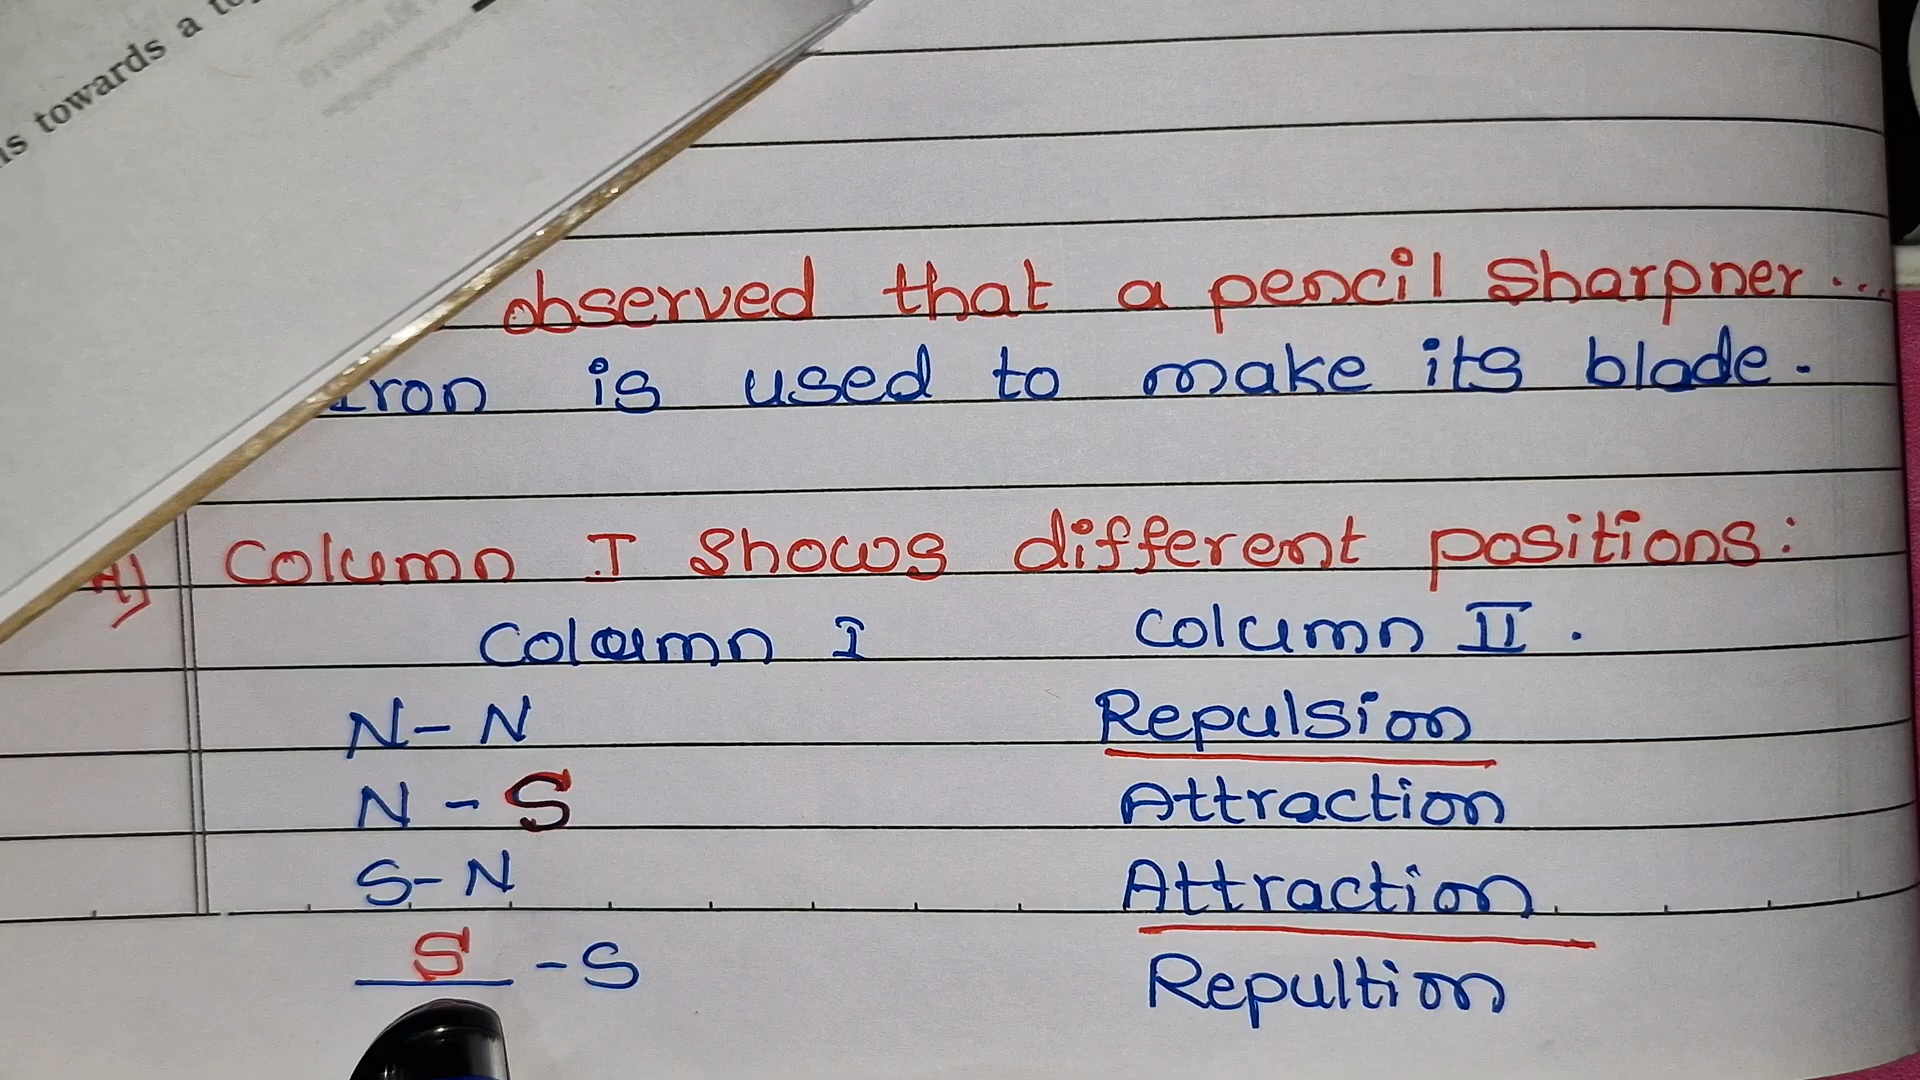 towards a
observed that a pencil Sharpner ...
Iron is used to make its blade.
4) Column I Shows different positions:
Column I Column II.
N-N Repulsion
N-S Attraction
S-N Attraction
S-S Repultion